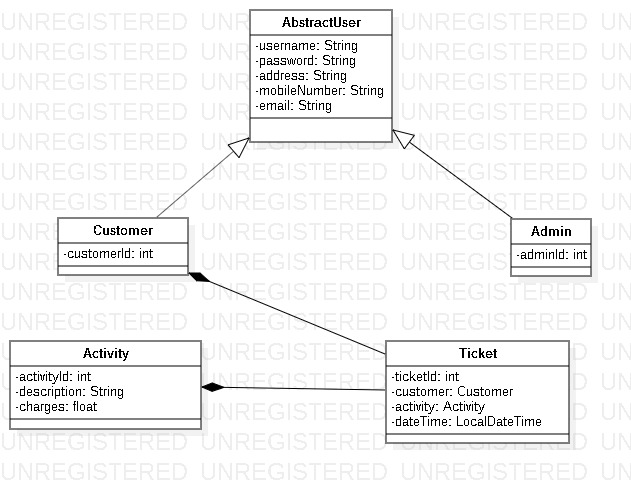 AbstractUser
-username: String
-password: String
-address: String
-mobileNumber: String
-email: String
Customer
-customerId: int
Admin
-adminId: int
Activity
-activityId: int
-description: String
-charges: float
Ticket
-ticketId: int
-customer: Customer
-activity: Activity
-dateTime: LocalDateTime
UNREGISTERED